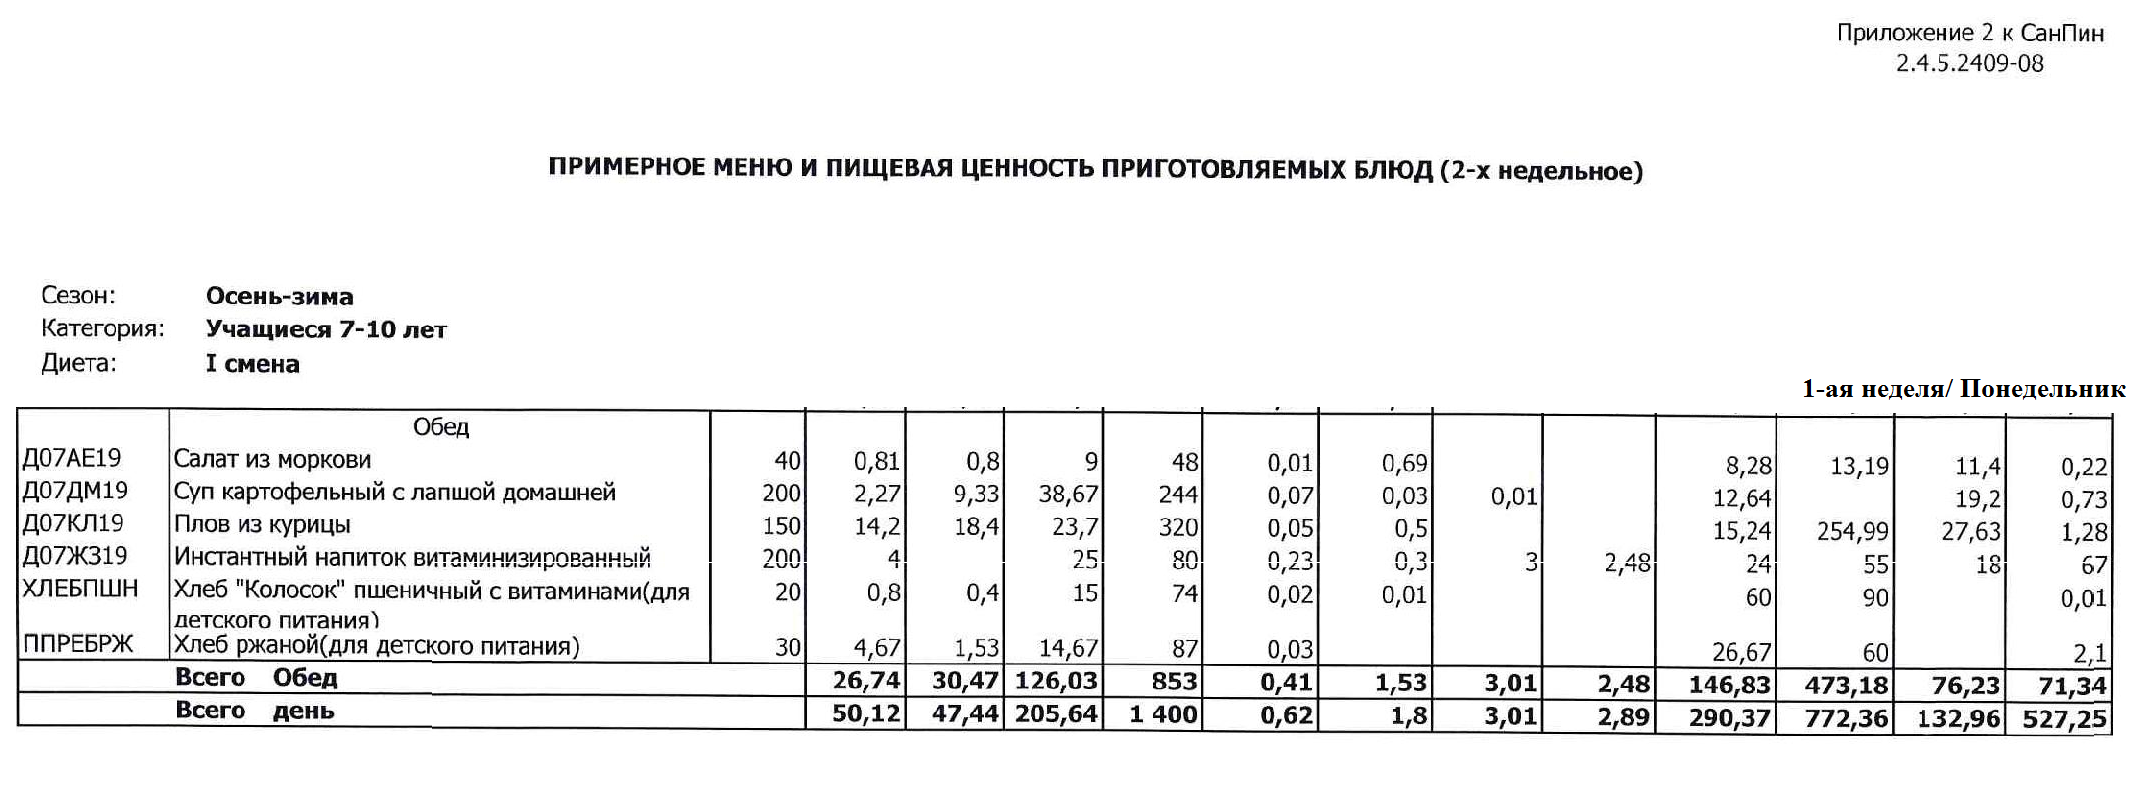 Приложение 2 к СанПин
2.4.5.2409-08
ПРИМЕРНОЕ МЕНЮ И ПИЩЕВАЯ ЦЕННОСТЬ ПРИГОТОВЛЯЕМЫХ БЛЮД (2-х недельное)
Сезон: Осень-зима
Категория: Учащиеся 7-10 лет
Диета: I смена
1-ая неделя/ Понедельник
Обед
Д07АЕ19 Салат из моркови 40 0,81 0,8 9 48 0,01 0,69 8,28 13,19 11,4 0,22
Д07ДМ19 Суп картофельный с лапшой домашней 200 2,27 9,33 38,67 244 0,07 0,03 0,01 12,64 19,2 0,73
Д07КЛ19 Плов из курицы 150 14,2 18,4 23,7 320 0,05 0,5 15,24 254,99 27,63 1,28
Д07ЖЗ19 Инстантный напиток витаминизированный 200 4 25 80 0,23 0,3 3 2,48 24 55 18 67
ХЛЕБПШН Хлеб "Колосок" пшеничный с витаминами(для 20 0,8 0,4 15 74 0,02 0,01 60 90 0,01
детского питания)
ППРЕБРЖ Хлеб ржаной(для детского питания) 30 4,67 1,53 14,67 87 0,03 26,67 60 2,1
Всего Обед 26,74 30,47 126,03 853 0,41 1,53 3,01 2,48 146,83 473,18 76,23 71,34
Всего день 50,12 47,44 205,64 1 400 0,62 1,8 3,01 2,89 290,37 772,36 132,96 527,25